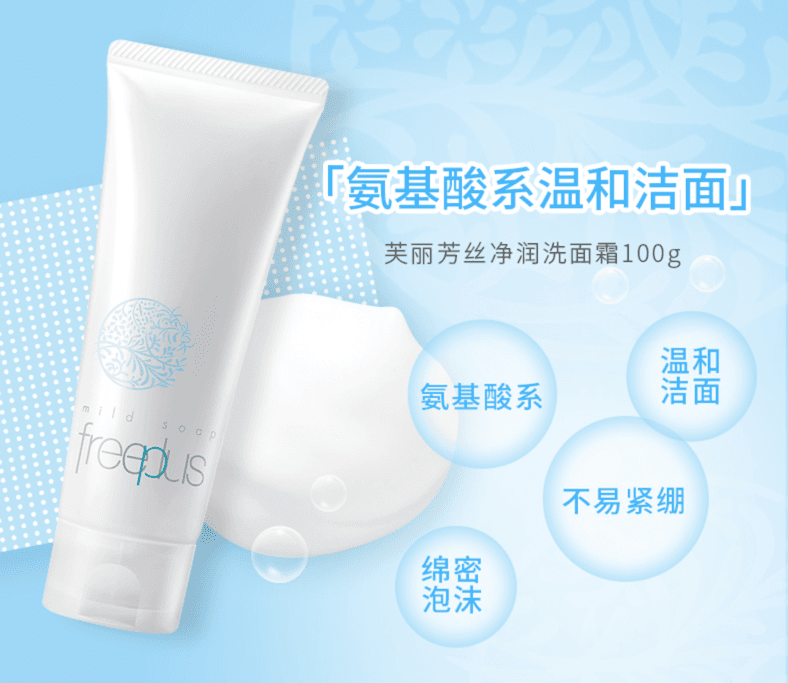 「氨基酸系温和洁面」
芙丽芳丝净润洗面霜100g
氨基酸系
温和
洁面
不易紧绷
绵密
泡沫
mild soap
freeplus